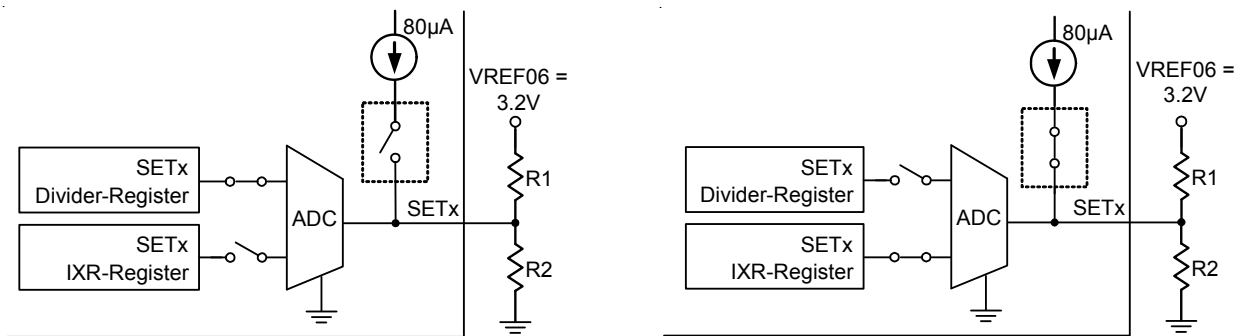 80µA
VREF06 =
3.2V
SETx
Divider-Register
R1
ADC
SETx
SETx
IXR-Register
R2
80µA
VREF06 =
3.2V
SETx
Divider-Register
R1
ADC
SETx
SETx
IXR-Register
R2